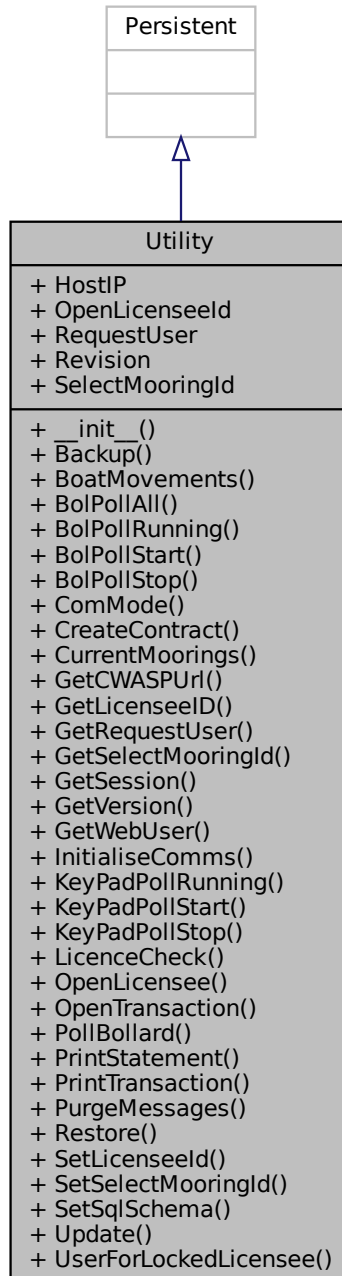 Persistent
Utility
+ HostIP
+ OpenLicenseeId
+ RequestUser
+ Revision
+ SelectMooringId
+ __init__()
+ Backup()
+ BoatMovements()
+ BolPollAll()
+ BolPollRunning()
+ BolPollStart()
+ BolPollStop()
+ ComMode()
+ CreateContract()
+ CurrentMoorings()
+ GetCWASPUrl()
+ GetLicenseeID()
+ GetRequestUser()
+ GetSelectMooringId()
+ GetSession()
+ GetVersion()
+ GetWebUser()
+ InitialiseComms()
+ KeyPadPollRunning()
+ KeyPadPollStart()
+ KeyPadPollStop()
+ LicenceCheck()
+ OpenLicensee()
+ OpenTransaction()
+ PollBollard()
+ PrintStatement()
+ PrintTransaction()
+ PurgeMessages()
+ Restore()
+ SetLicenseeId()
+ SetSelectMooringId()
+ SetSqlSchema()
+ Update()
+ UserForLockedLicensee()